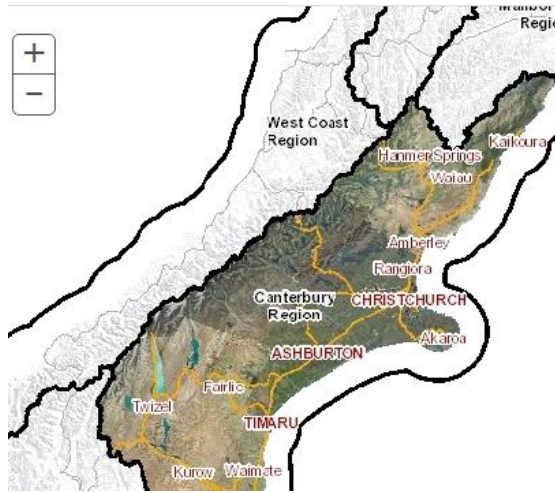 +
−
West Coast
Region
Kaikoura
Hanmer Springs
Waiau
Amberley
Rangiora
Canterbury
Region
CHRISTCHURCH
Akaroa
ASHBURTON
Fairlie
Twizel
TIMARU
Kurow
Waimate